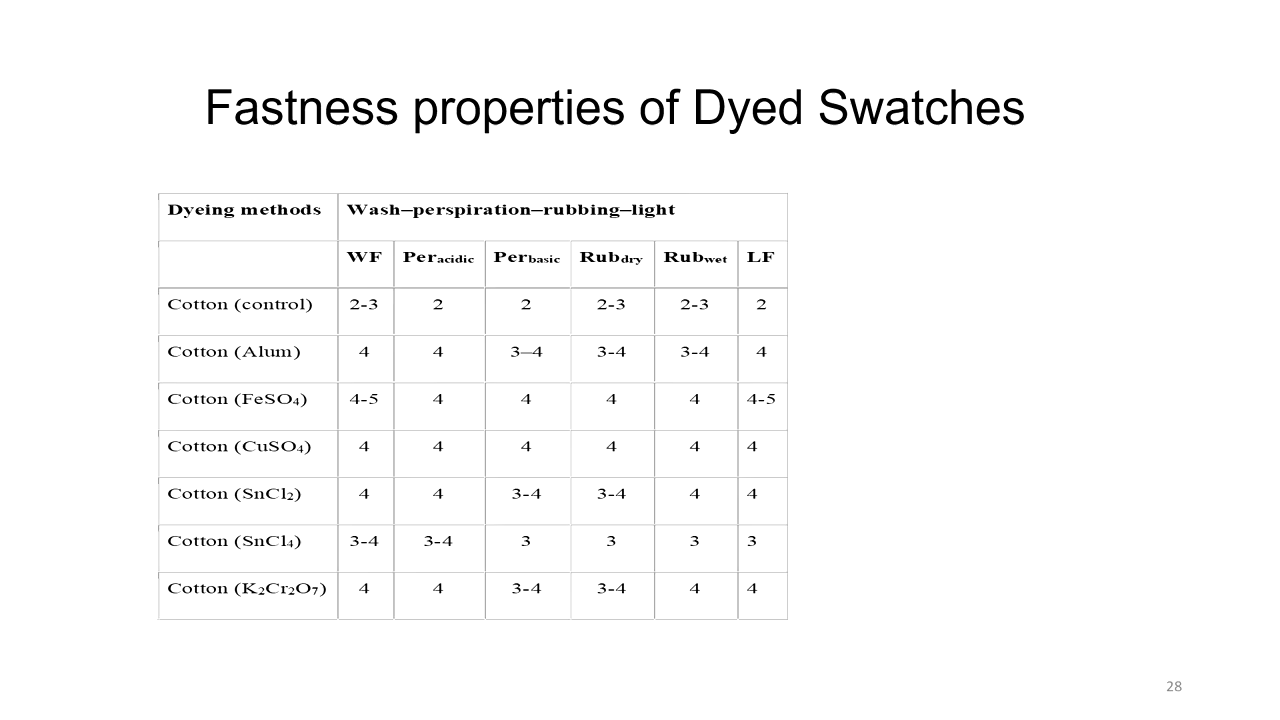 Fastness properties of Dyed Swatches
Dyeing methods Wash–perspiration–rubbing–light
WF Peracidic Perbasic Rubdry Rubwet LF
Cotton (control) 2-3 2 2 2-3 2-3 2
Cotton (Alum) 4 4 3–4 3-4 3-4 4
Cotton (FeSO₄) 4-5 4 4 4 4 4-5
Cotton (CuSO₄) 4 4 4 4 4 4
Cotton (SnCl₂) 4 4 3-4 3-4 4 4
Cotton (SnCl₄) 3-4 3-4 3 3 3 3
Cotton (K₂Cr₂O₇) 4 4 3-4 3-4 4 4
28